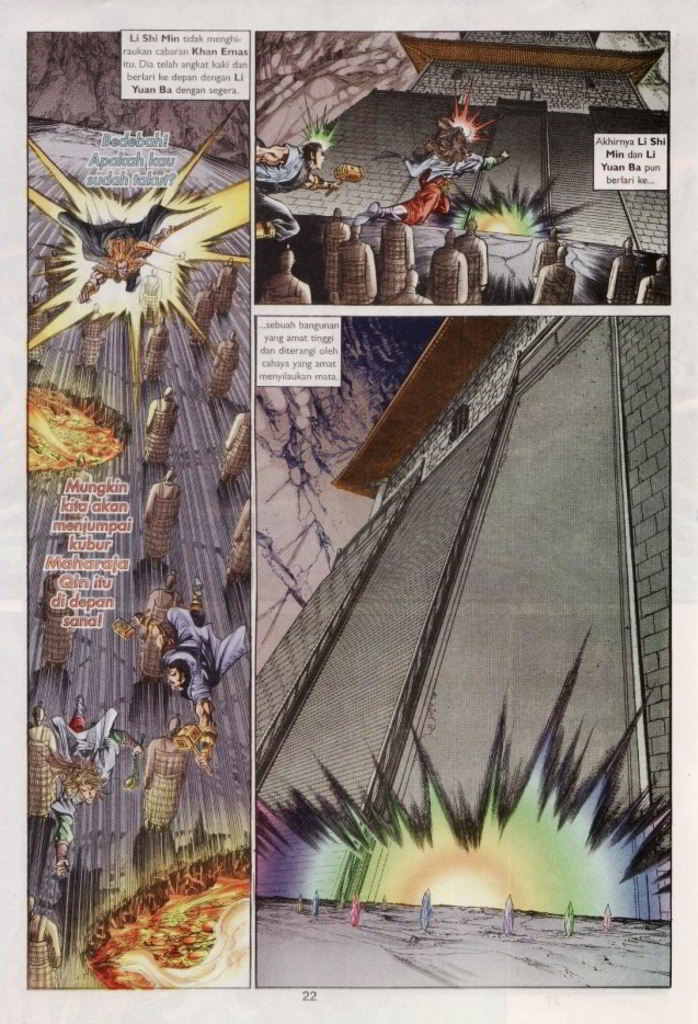 Li Shi Min tidak menghi-
raukan cabaran Khan Emas
itu. Dia telah angkat kaki dan
berlari ke depan dengan Li
Yuan Ba dengan segera.
Bedebah!
Apakah kau
sudah takut?
Mungkin
kita akan
menjumpai
kubur
Maharaja
Qin itu
di depan
sana!
Akhirnya Li Shi
Min dan Li
Yuan Ba pun
berlari ke...
...sebuah bangunan
yang amat tinggi
dan diterangi oleh
cahaya yang amat
menyilaukan mata.
22